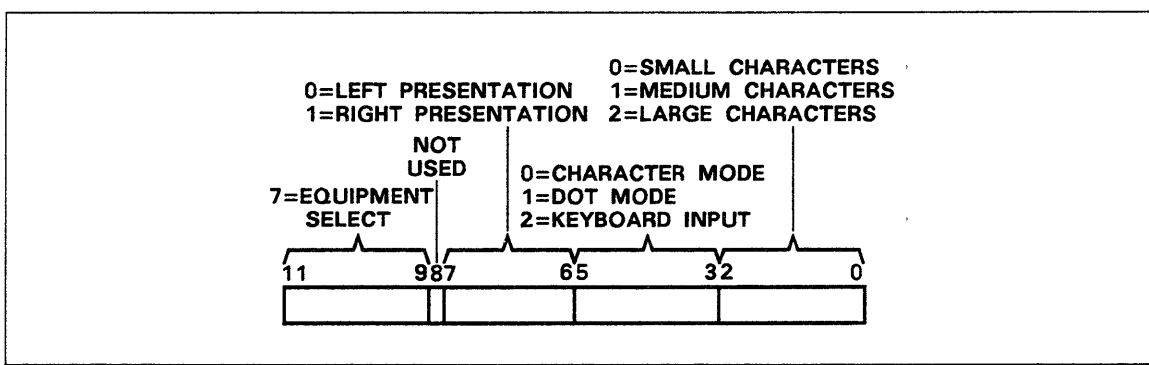 0=SMALL CHARACTERS
0=LEFT PRESENTATION 1=MEDIUM CHARACTERS
1=RIGHT PRESENTATION 2=LARGE CHARACTERS
NOT
USED
0=CHARACTER MODE
7=EQUIPMENT 1=DOT MODE
SELECT 2=KEYBOARD INPUT
11 9 8 7 6 5 3 2 0